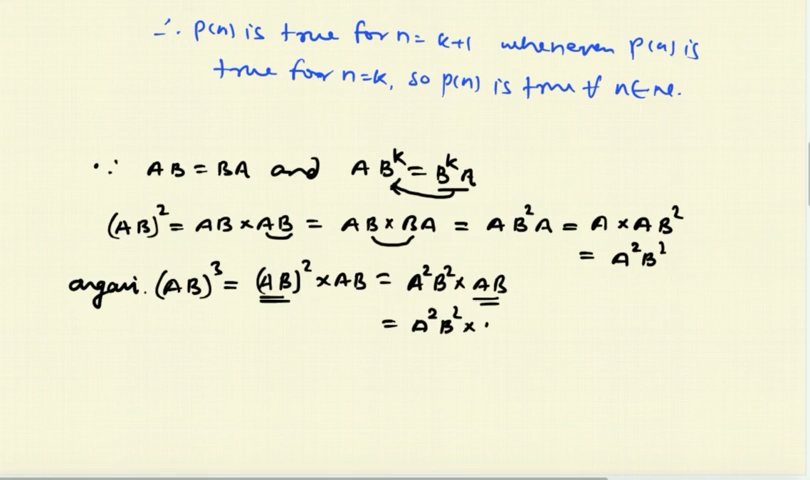 ∴ p(n) is true for n = k+1 whenever p(n) is
true for n=k, so p(n) is true ∀ n∈N.
∵ AB = BA and AB^k = B^kA
(AB)^2 = AB × AB = AB × BA = AB^2A = A × AB^2
= A^2B^2
again. (AB)^3 = (AB)^2 × AB = A^2B^2 × AB
= A^2B^2 ×